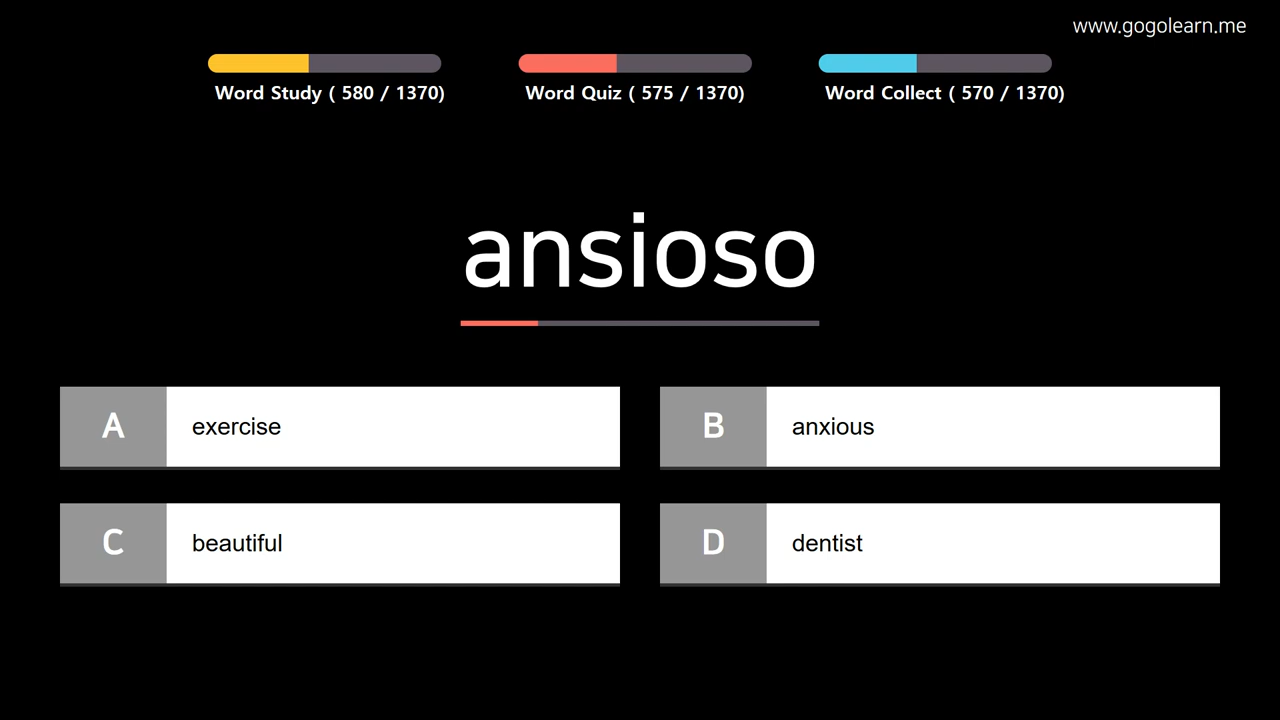 www.gogolearn.me
Word Study ( 580 / 1370)
Word Quiz ( 575 / 1370)
Word Collect ( 570 / 1370)
ansioso
A exercise
B anxious
C beautiful
D dentist